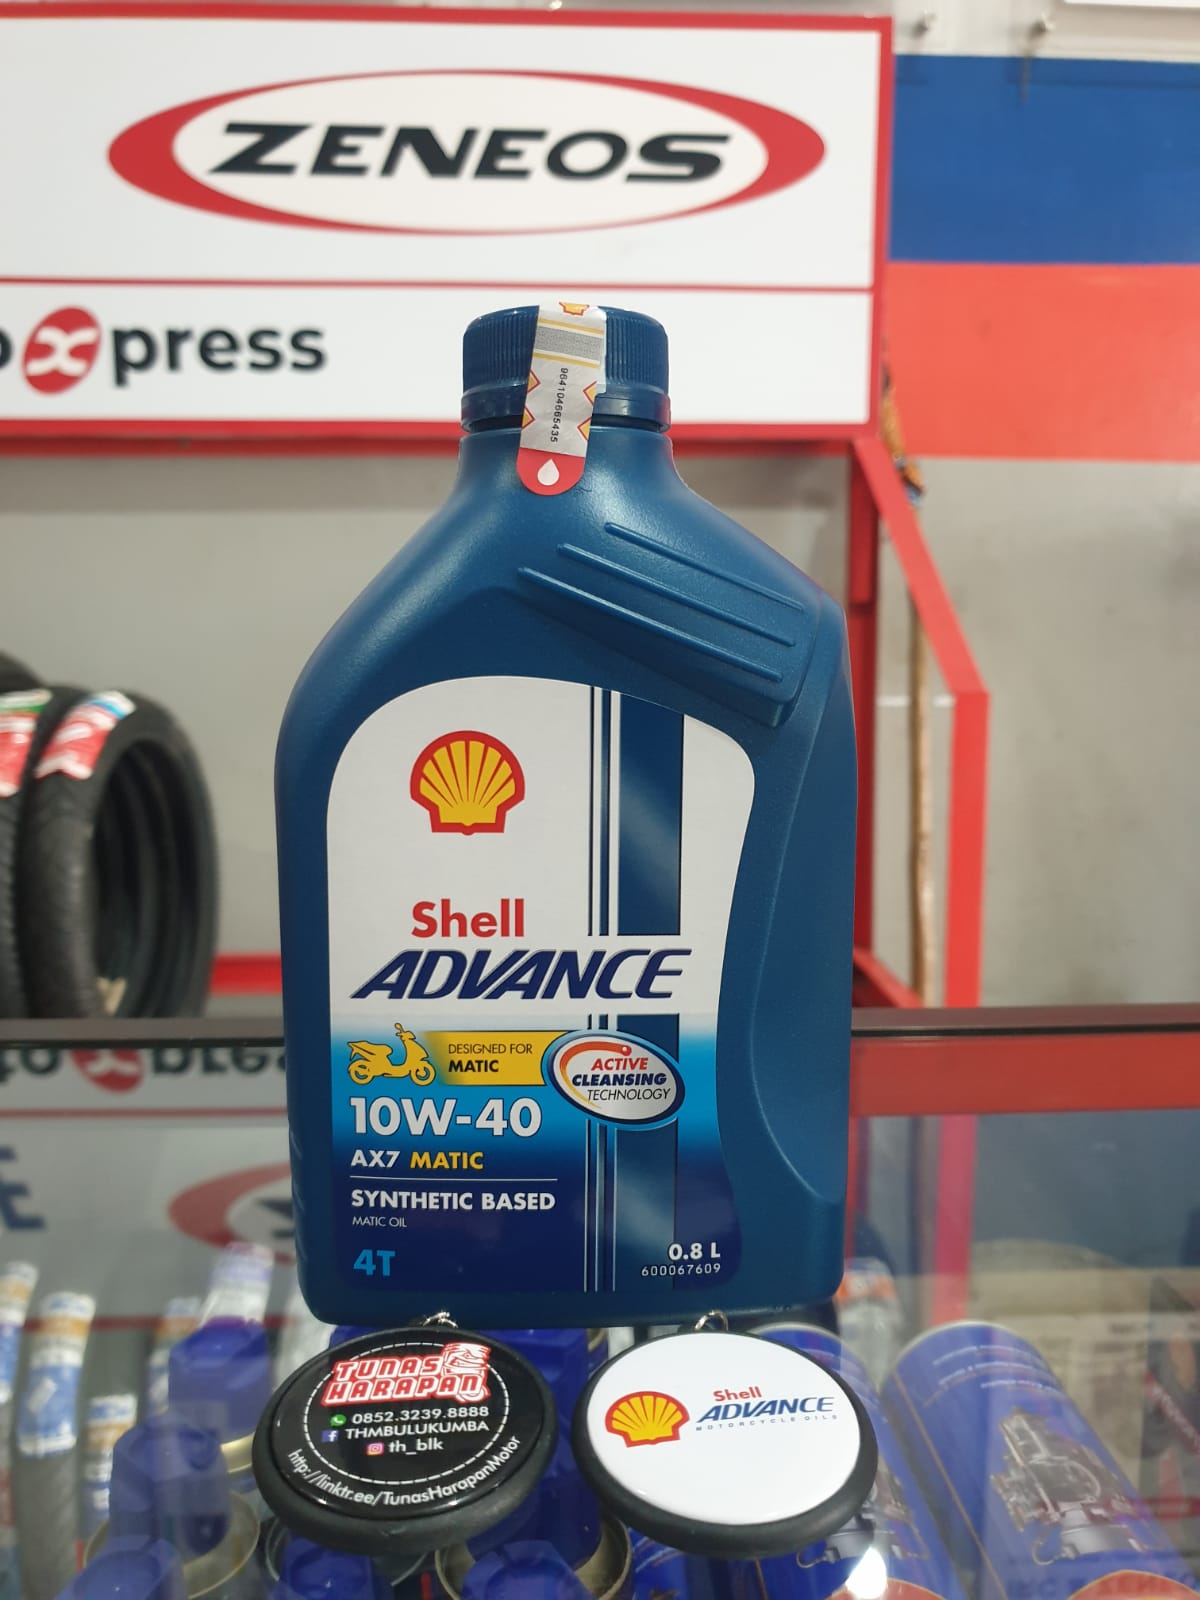 ZENEOS
press
964104665435
Shell
ADVANCE
DESIGNED FOR
MATIC
ACTIVE
CLEANSING
TECHNOLOGY
10W-40
AX7 MATIC
SYNTHETIC BASED
MATIC OIL
4T
0.8 L
600067609
TUNAS
HARAPAN
0852.3239.8888
THMBULUKUMBA
th_blk
http://linktr.ee/TunasHarapanMotor
Shell
ADVANCE
MOTORCYCLE OILS